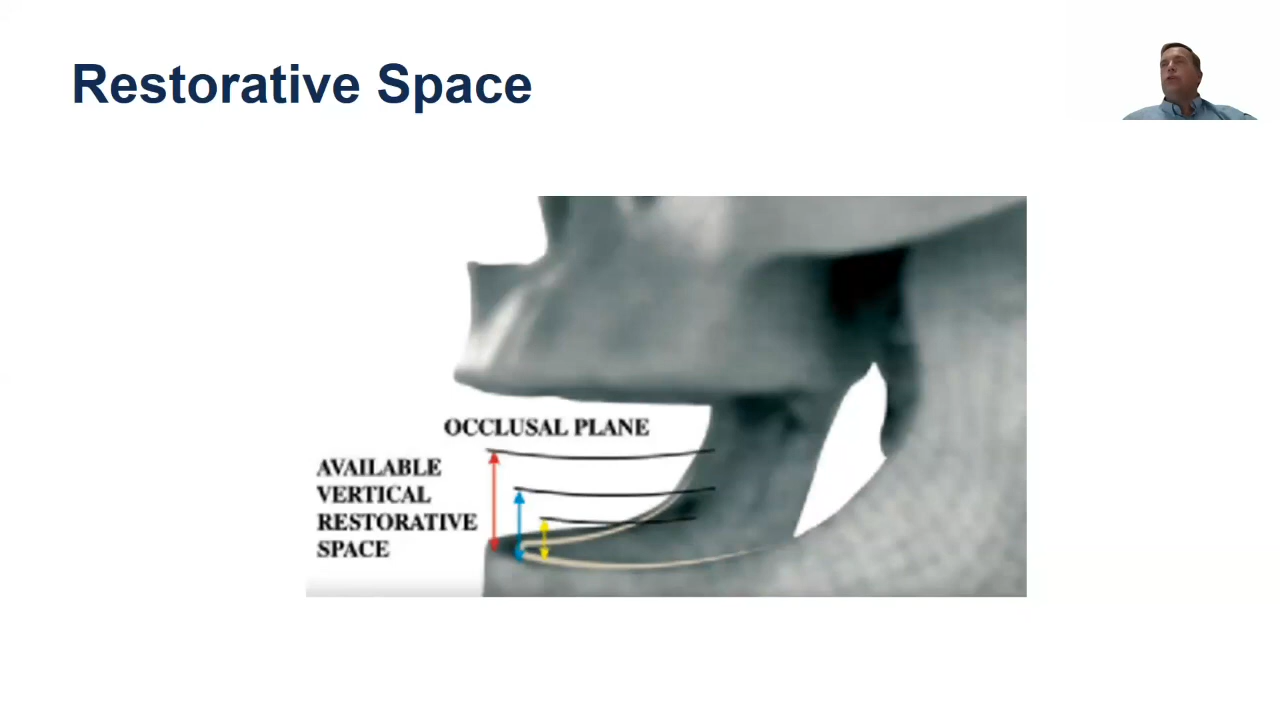 Restorative Space
OCCLUSAL PLANE
AVAILABLE
VERTICAL
RESTORATIVE
SPACE